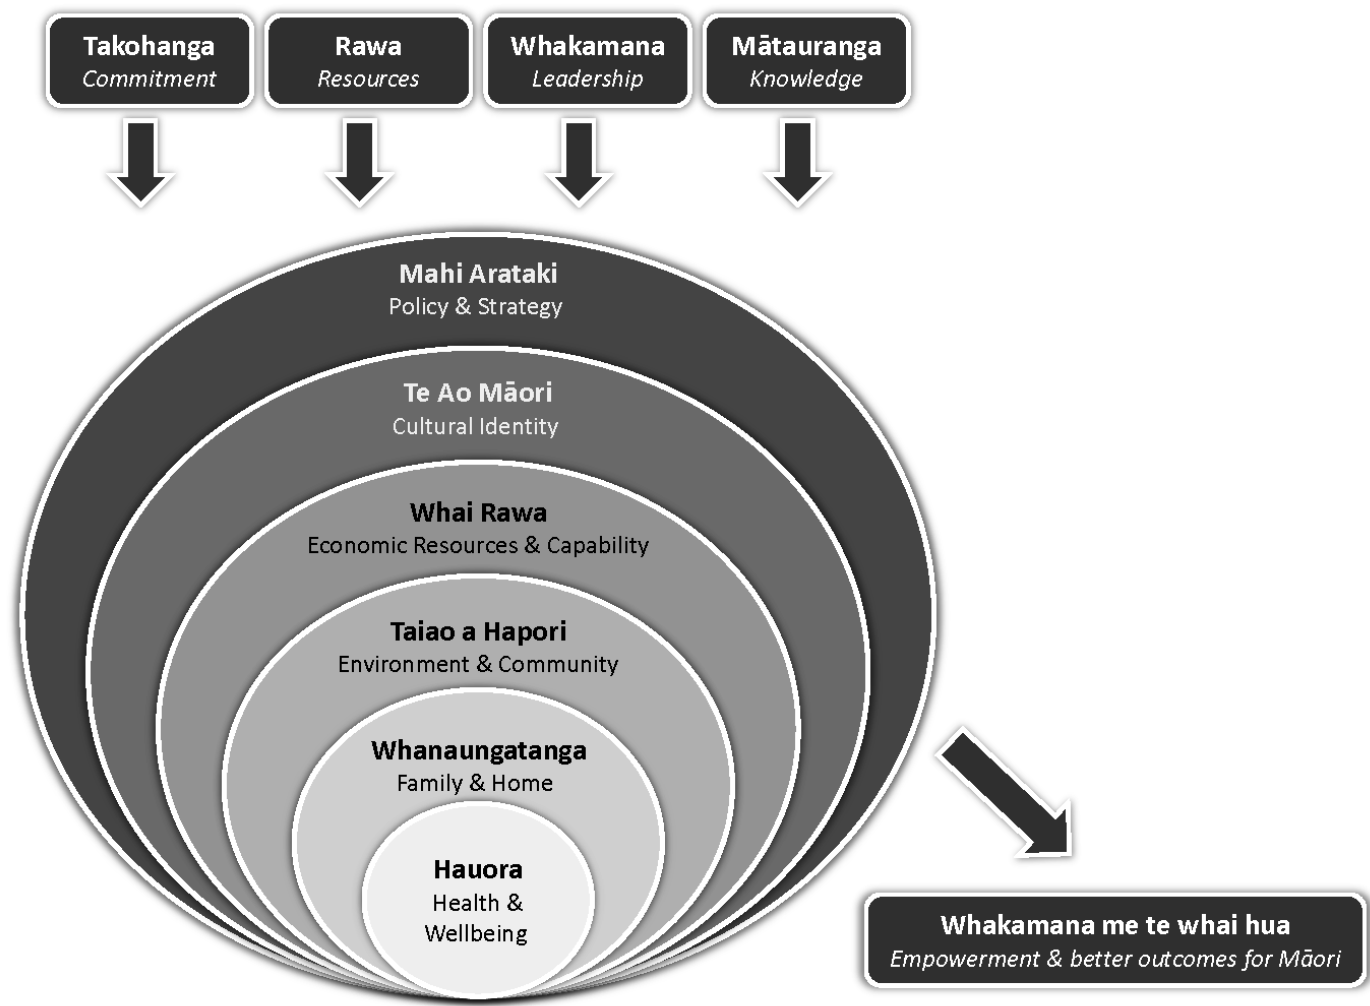 Takohanga
Commitment
Rawa
Resources
Whakamana
Leadership
Mātauranga
Knowledge
Mahi Arataki
Policy & Strategy
Te Ao Māori
Cultural Identity
Whai Rawa
Economic Resources & Capability
Taiao a Hapori
Environment & Community
Whanaungatanga
Family & Home
Hauora
Health &
Wellbeing
Whakamana me te whai hua
Empowerment & better outcomes for Māori